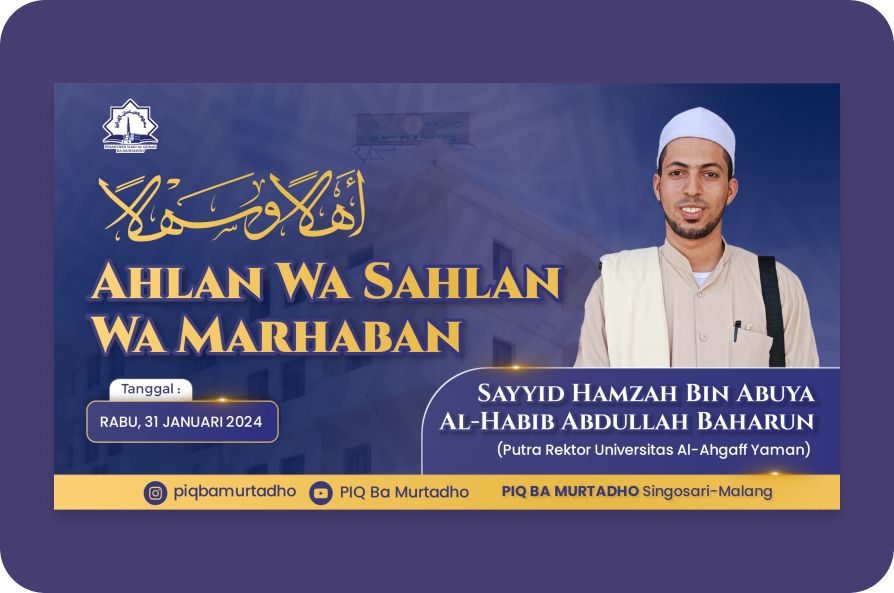 أهلا وسهلا
AHLAN WA SAHLAN
WA MARHABAN
Tanggal :
RABU, 31 JANUARI 2024
SAYYID HAMZAH BIN ABUYA
AL-HABIB ABDULLAH BAHARUN
(Putra Rektor Universitas Al-Ahgaff Yaman)
piqbamurtadho
PIQ Ba Murtadho
PIQ BA MURTADHO Singosari-Malang